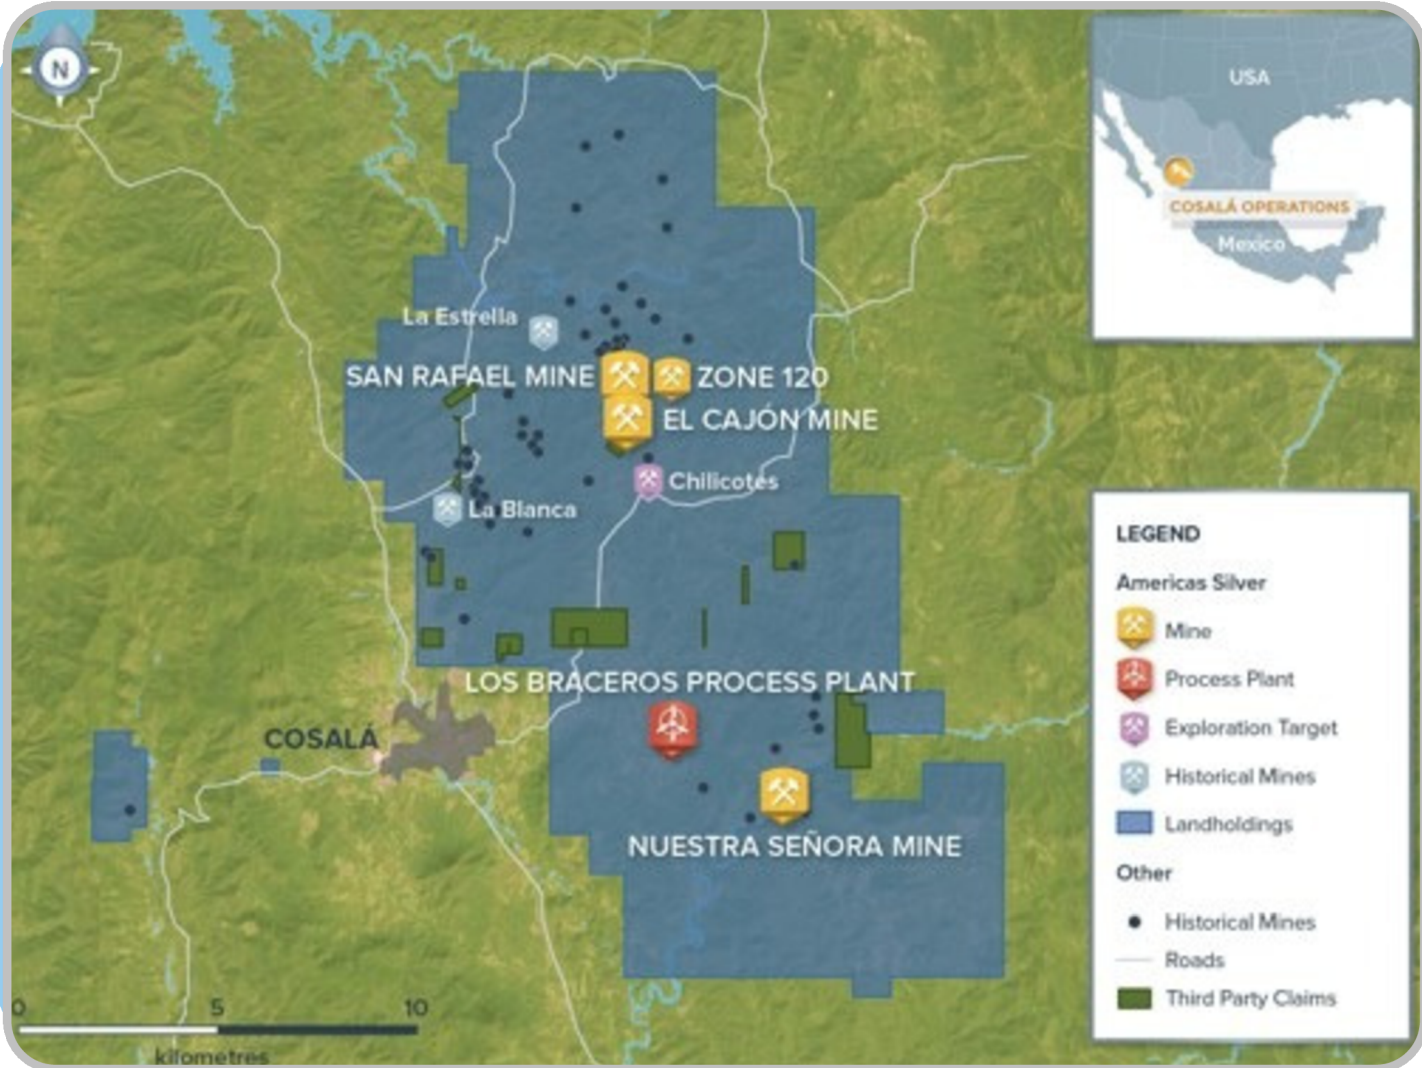 N
USA
COSALÁ OPERATIONS
Mexico
La Estrella
SAN RAFAEL MINE
ZONE 120
EL CAJÓN MINE
Chilicotes
La Blanca
LOS BRACEROS PROCESS PLANT
COSALÁ
NUESTRA SEÑORA MINE
0 5 10
kilometres
LEGEND
Americas Silver
Mine
Process Plant
Exploration Target
Historical Mines
Landholdings
Other
Historical Mines
Roads
Third Party Claims